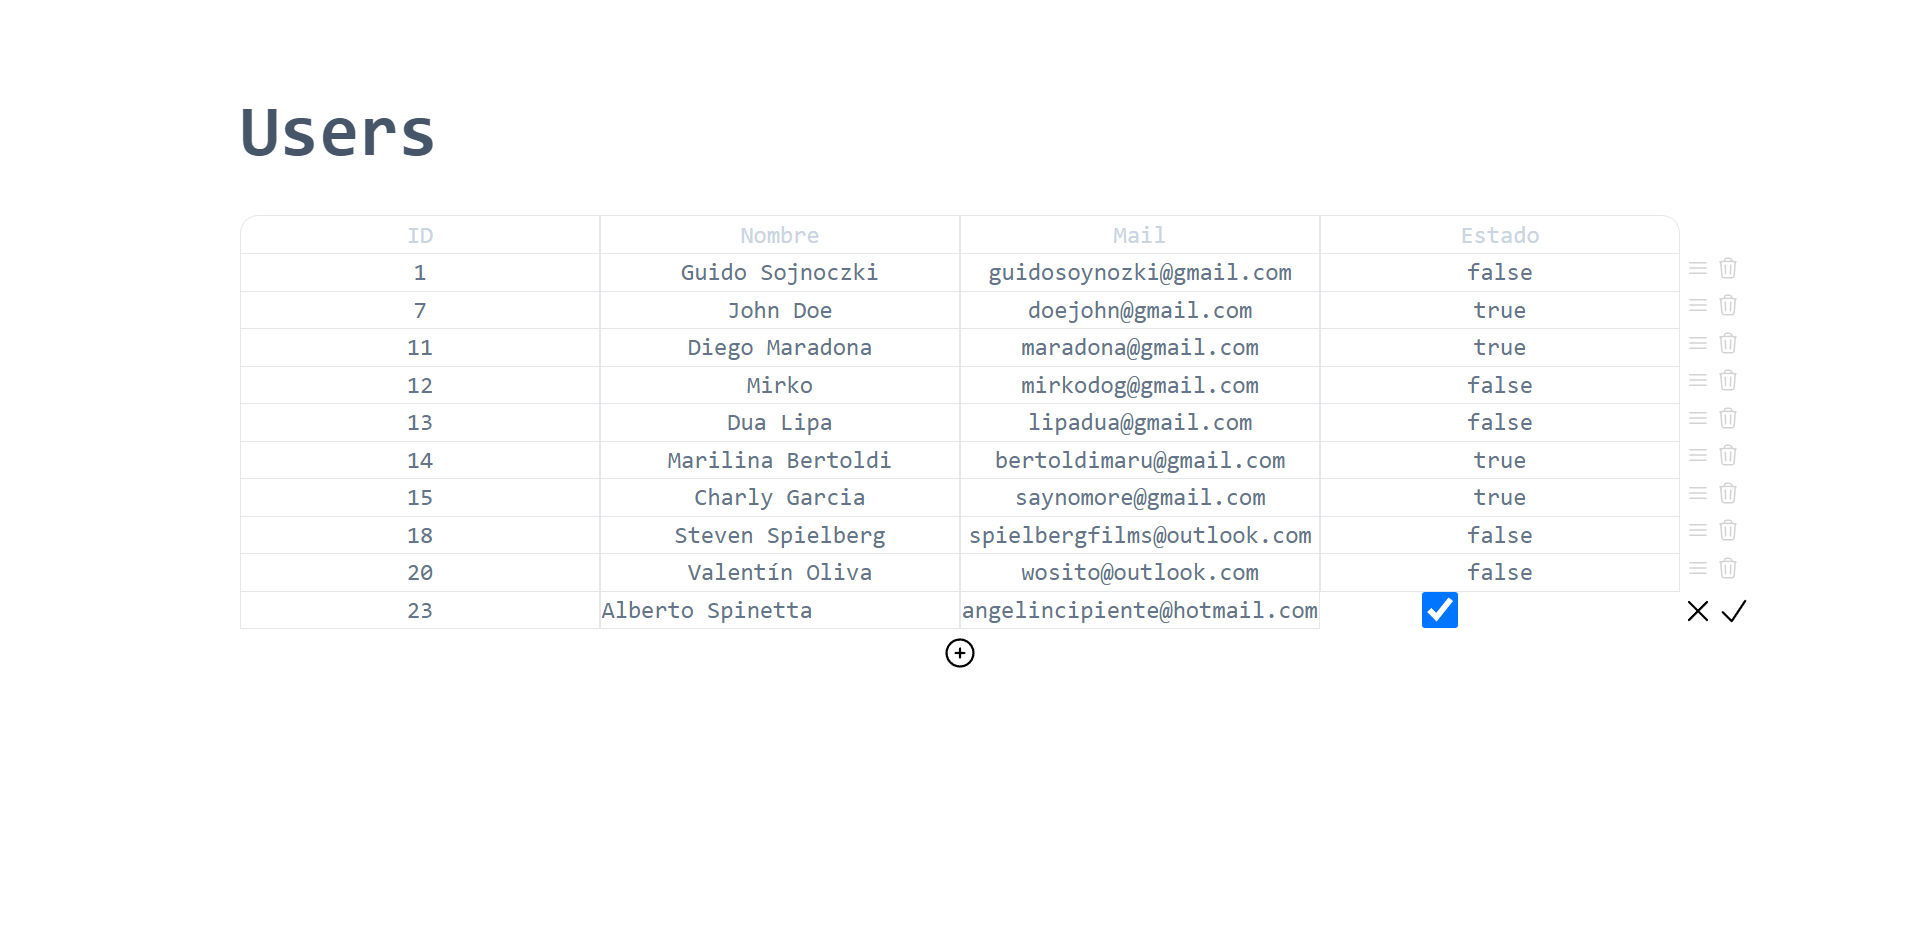 Users
ID Nombre Mail Estado
1 Guido Sojnoczki guidosoynozki@gmail.com false
7 John Doe doejohn@gmail.com true
11 Diego Maradona maradona@gmail.com true
12 Mirko mirkodog@gmail.com false
13 Dua Lipa lipadua@gmail.com false
14 Marilina Bertoldi bertoldimaru@gmail.com true
15 Charly Garcia saynomore@gmail.com true
18 Steven Spielberg spielbergfilms@outlook.com false
20 Valentín Oliva wosito@outlook.com false
23 Alberto Spinetta angelincipiente@hotmail.com